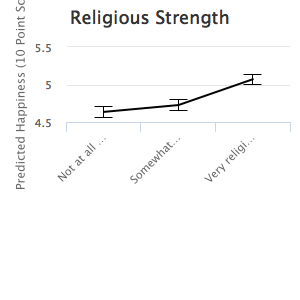 Religious Strength
Predicted Happiness (10 Point Sc
5.5
5
4.5
Not at all ...
Somewhat...
Very religi...